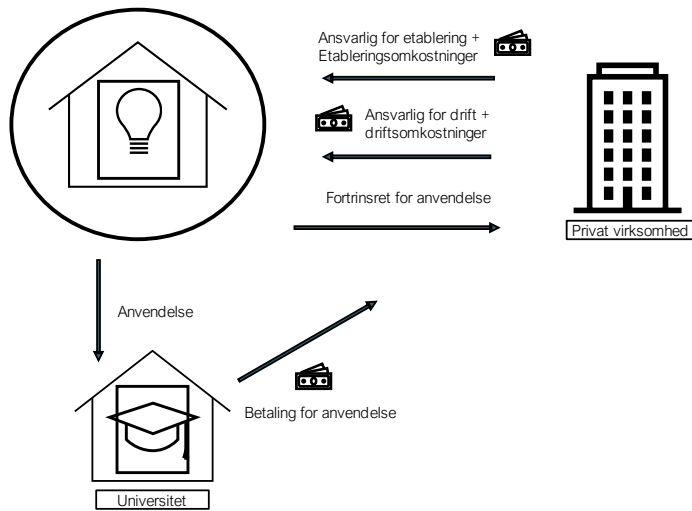 Ansvarlig for etablering +
Etableringsomkostninger
Ansvarlig for drift +
driftsomkostninger
Fortrinsret for anvendelse
Privat virksomhed
Anvendelse
Betaling for anvendelse
Universitet